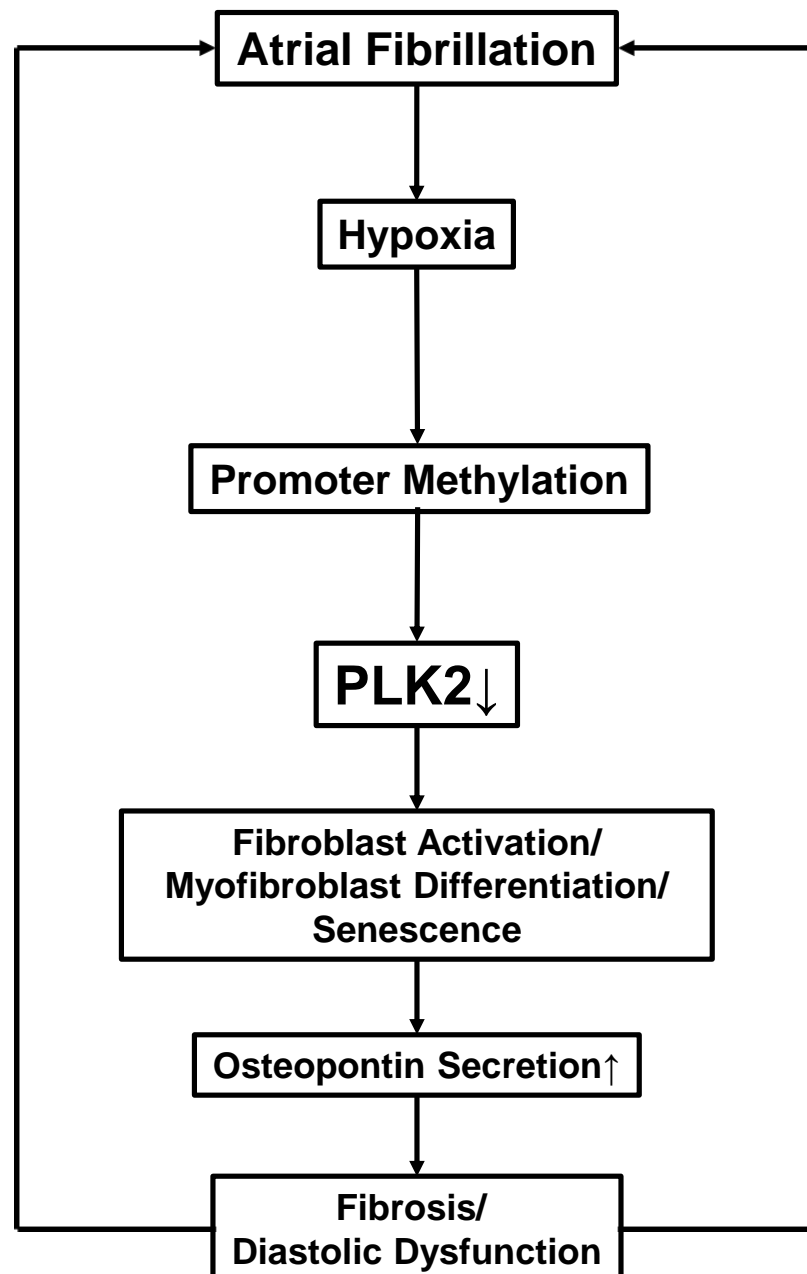 Atrial Fibrillation
Hypoxia
Promoter Methylation
PLK2↓
Fibroblast Activation/
Myofibroblast Differentiation/
Senescence
Osteopontin Secretion↑
Fibrosis/
Diastolic Dysfunction